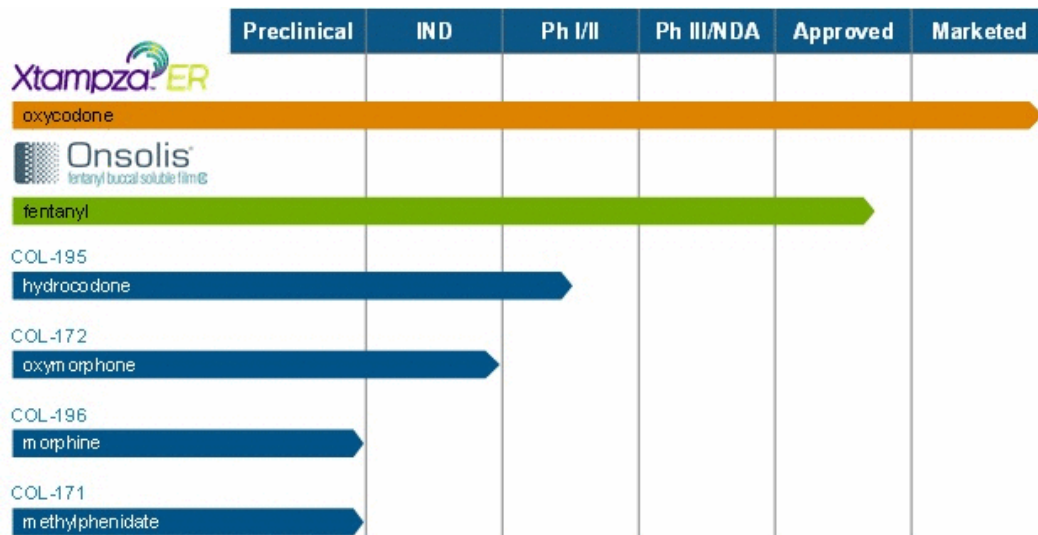 Preclinical IND Ph I/II Ph III/NDA Approved Marketed
Xtampza ER
oxycodone
Onsolis
fentanyl buccal soluble film
fentanyl
COL-195
hydrocodone
COL-172
oxymorphone
COL-196
morphine
COL-171
methylphenidate